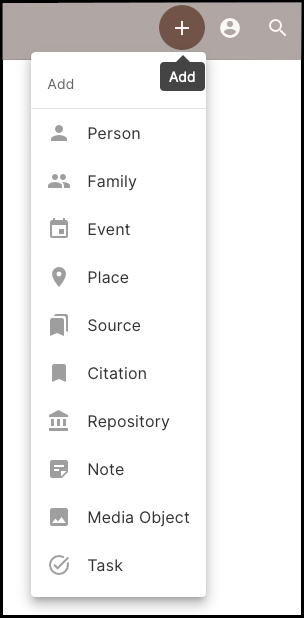 Add
Add
Person
Family
Event
Place
Source
Citation
Repository
Note
Media Object
Task